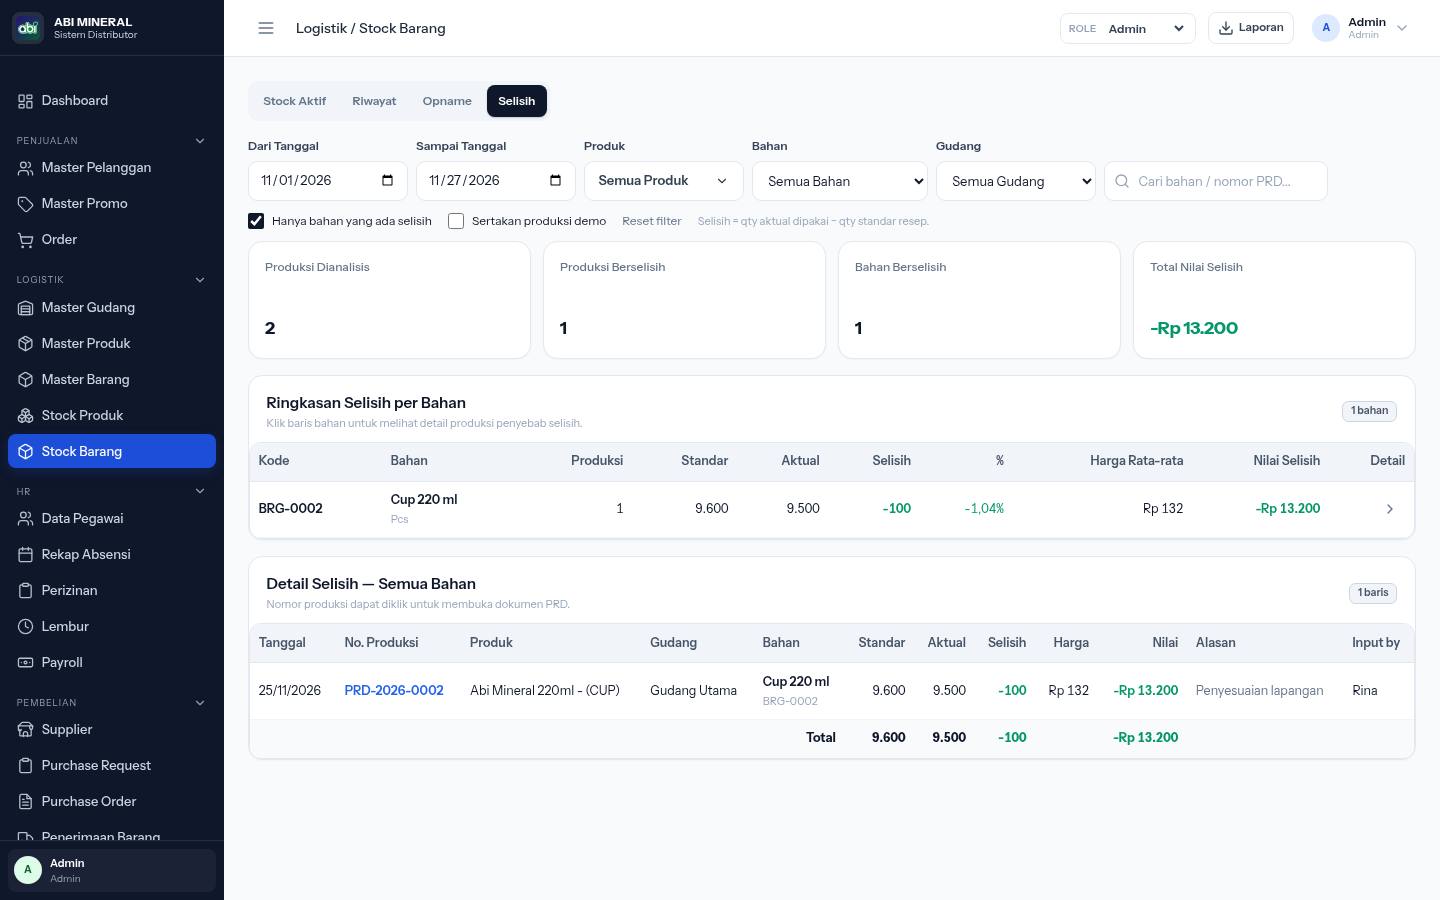 abi
ABI MINERAL
Sistem Distributor
Dashboard
PENJUALAN
Master Pelanggan
Master Promo
Order
LOGISTIK
Master Gudang
Master Produk
Master Barang
Stock Produk
Stock Barang
HR
Data Pegawai
Rekap Absensi
Perizinan
Lembur
Payroll
PEMBELIAN
Supplier
Purchase Request
Purchase Order
Penerimaan Barang
A
Admin
Admin
Logistik / Stock Barang
ROLE Admin
Laporan
A
Admin
Admin
Stock Aktif Riwayat Opname Selisih
Dari Tanggal Sampai Tanggal Produk Bahan Gudang
11/01/2026 11/27/2026 Semua Produk Semua Bahan Semua Gudang Cari bahan / nomor PRD...
Hanya bahan yang ada selisih Sertakan produksi demo Reset filter Selisih = qty aktual dipakai − qty standar resep.
Produksi Dianalisis Produksi Berselisih Bahan Berselisih Total Nilai Selisih
2 1 1 -Rp 13.200
Ringkasan Selisih per Bahan
Klik baris bahan untuk melihat detail produksi penyebab selisih.
1 bahan
Kode Bahan Produksi Standar Aktual Selisih % Harga Rata-rata Nilai Selisih Detail
BRG-0002 Cup 220 ml 1 9.600 9.500 -100 -1,04% Rp 132 -Rp 13.200
Pcs
Detail Selisih — Semua Bahan
Nomor produksi dapat diklik untuk membuka dokumen PRD.
1 baris
Tanggal No. Produksi Produk Gudang Bahan Standar Aktual Selisih Harga Nilai Alasan Input by
25/11/2026 PRD-2026-0002 Abi Mineral 220ml - (CUP) Gudang Utama Cup 220 ml 9.600 9.500 -100 Rp 132 -Rp 13.200 Penyesuaian lapangan Rina
BRG-0002
Total 9.600 9.500 -100 -Rp 13.200